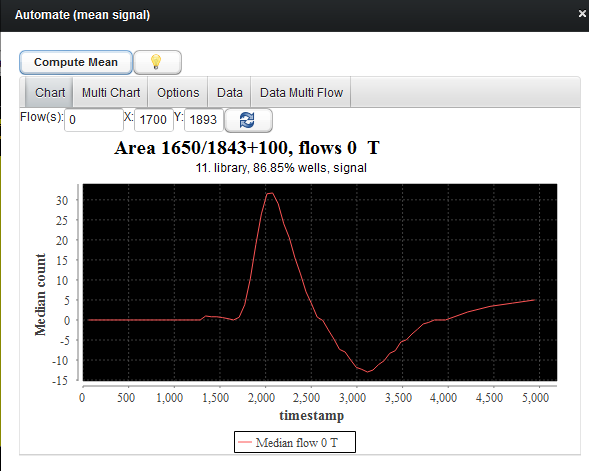 Automate (mean signal) ×
Compute Mean
Chart Multi Chart Options Data Data Multi Flow
Flow(s): 0 X: 1700 Y: 1893
Area 1650/1843+100, flows 0 T
11. library, 86.85% wells, signal
Median count
30
25
20
15
10
5
0
-5
-10
-15
0 500 1,000 1,500 2,000 2,500 3,000 3,500 4,000 4,500 5,000
timestamp
Median flow 0 T